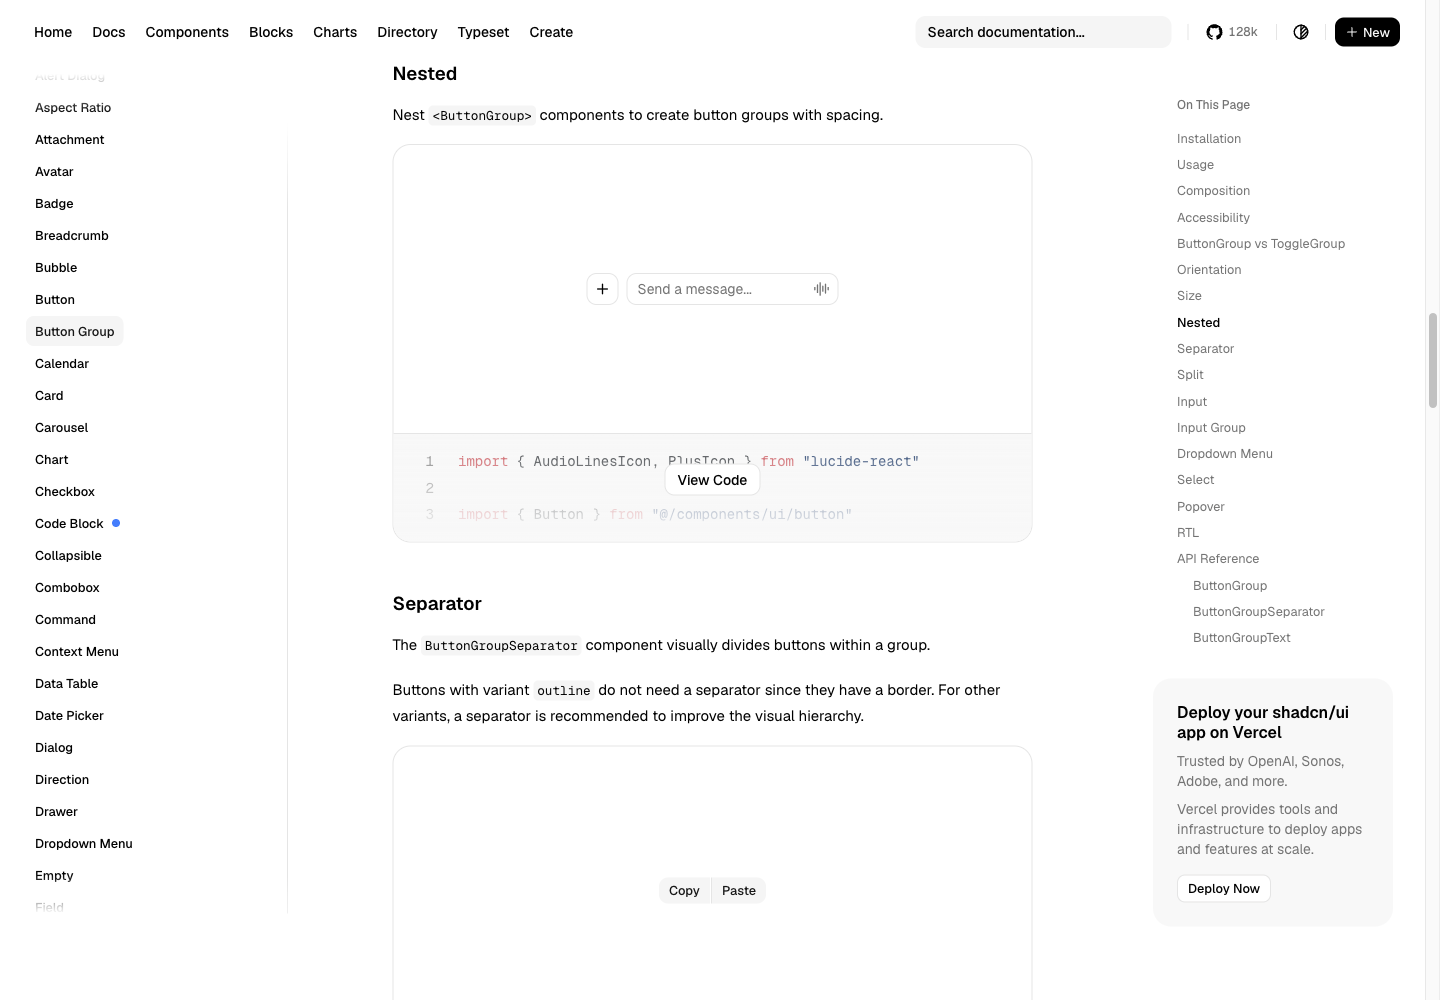 Home Docs Components Blocks Charts Directory Typeset Create
Search documentation...
128k
New
Alert Dialog
Aspect Ratio
Attachment
Avatar
Badge
Breadcrumb
Bubble
Button
Button Group
Calendar
Card
Carousel
Chart
Checkbox
Code Block
Collapsible
Combobox
Command
Context Menu
Data Table
Date Picker
Dialog
Direction
Drawer
Dropdown Menu
Empty
Field
Nested
Nest <ButtonGroup> components to create button groups with spacing.
Send a message...
1 import { AudioLinesIcon, PlusIcon } from "lucide-react"
2
View Code
3 import { Button } from "@/components/ui/button"
Separator
The ButtonGroupSeparator component visually divides buttons within a group.
Buttons with variant outline do not need a separator since they have a border. For other
variants, a separator is recommended to improve the visual hierarchy.
Copy Paste
On This Page
Installation
Usage
Composition
Accessibility
ButtonGroup vs ToggleGroup
Orientation
Size
Nested
Separator
Split
Input
Input Group
Dropdown Menu
Select
Popover
RTL
API Reference
ButtonGroup
ButtonGroupSeparator
ButtonGroupText
Deploy your shadcn/ui
app on Vercel
Trusted by OpenAI, Sonos,
Adobe, and more.
Vercel provides tools and
infrastructure to deploy apps
and features at scale.
Deploy Now